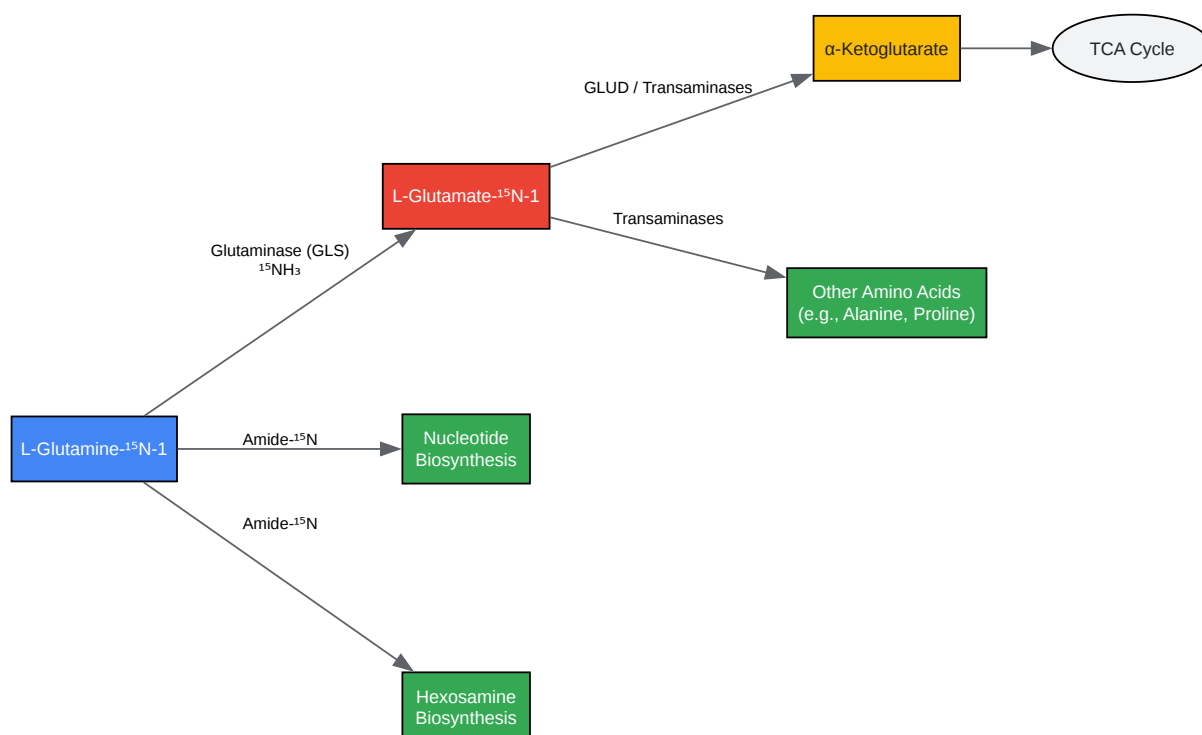 α-Ketoglutarate
TCA Cycle
GLUD / Transaminases
L-Glutamate-¹⁵N-1
Transaminases
Glutaminase (GLS)
¹⁵NH₃
Other Amino Acids
(e.g., Alanine, Proline)
L-Glutamine-¹⁵N-1
Amide-¹⁵N
Nucleotide
Biosynthesis
Amide-¹⁵N
Hexosamine
Biosynthesis